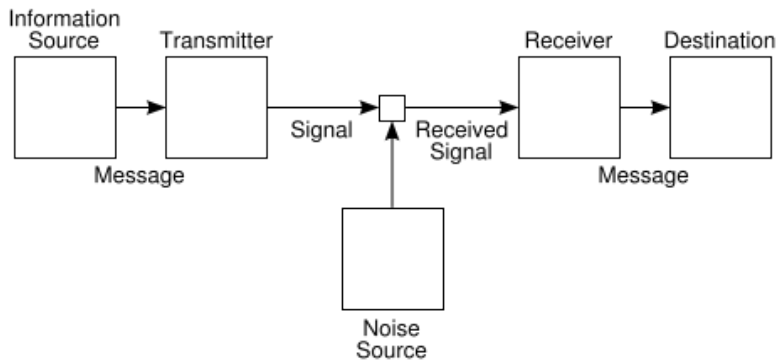 Information
Source
Transmitter
Receiver
Destination
Signal
Received
Signal
Message
Message
Noise
Source